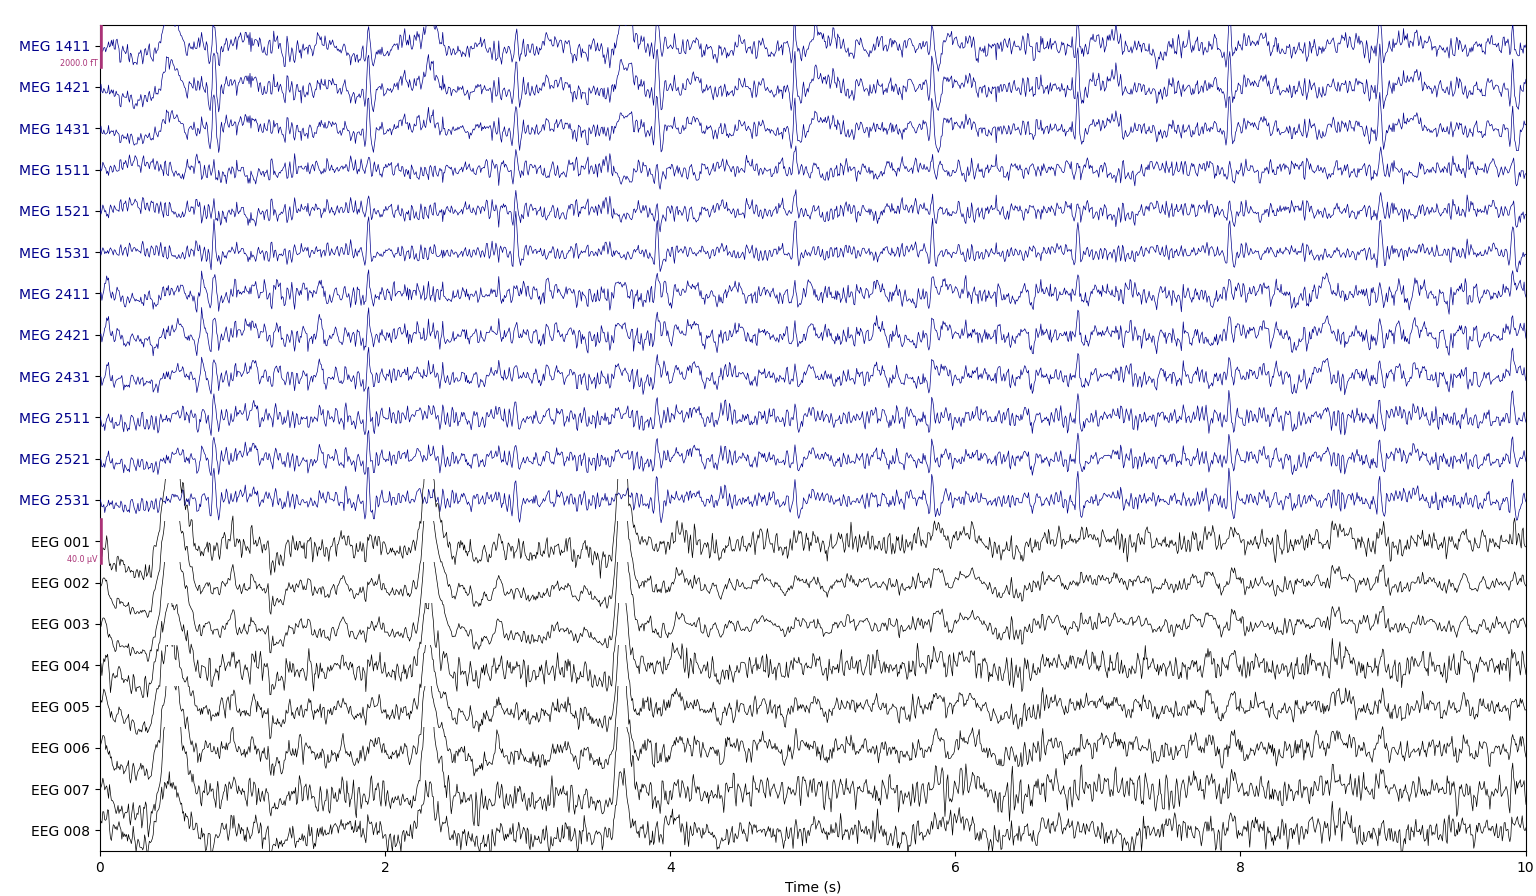 MEG 1411
2000.0 fT
MEG 1421
MEG 1431
MEG 1511
MEG 1521
MEG 1531
MEG 2411
MEG 2421
MEG 2431
MEG 2511
MEG 2521
MEG 2531
EEG 001
40.0 µV
EEG 002
EEG 003
EEG 004
EEG 005
EEG 006
EEG 007
EEG 008
0 2 4 6 8 10
Time (s)